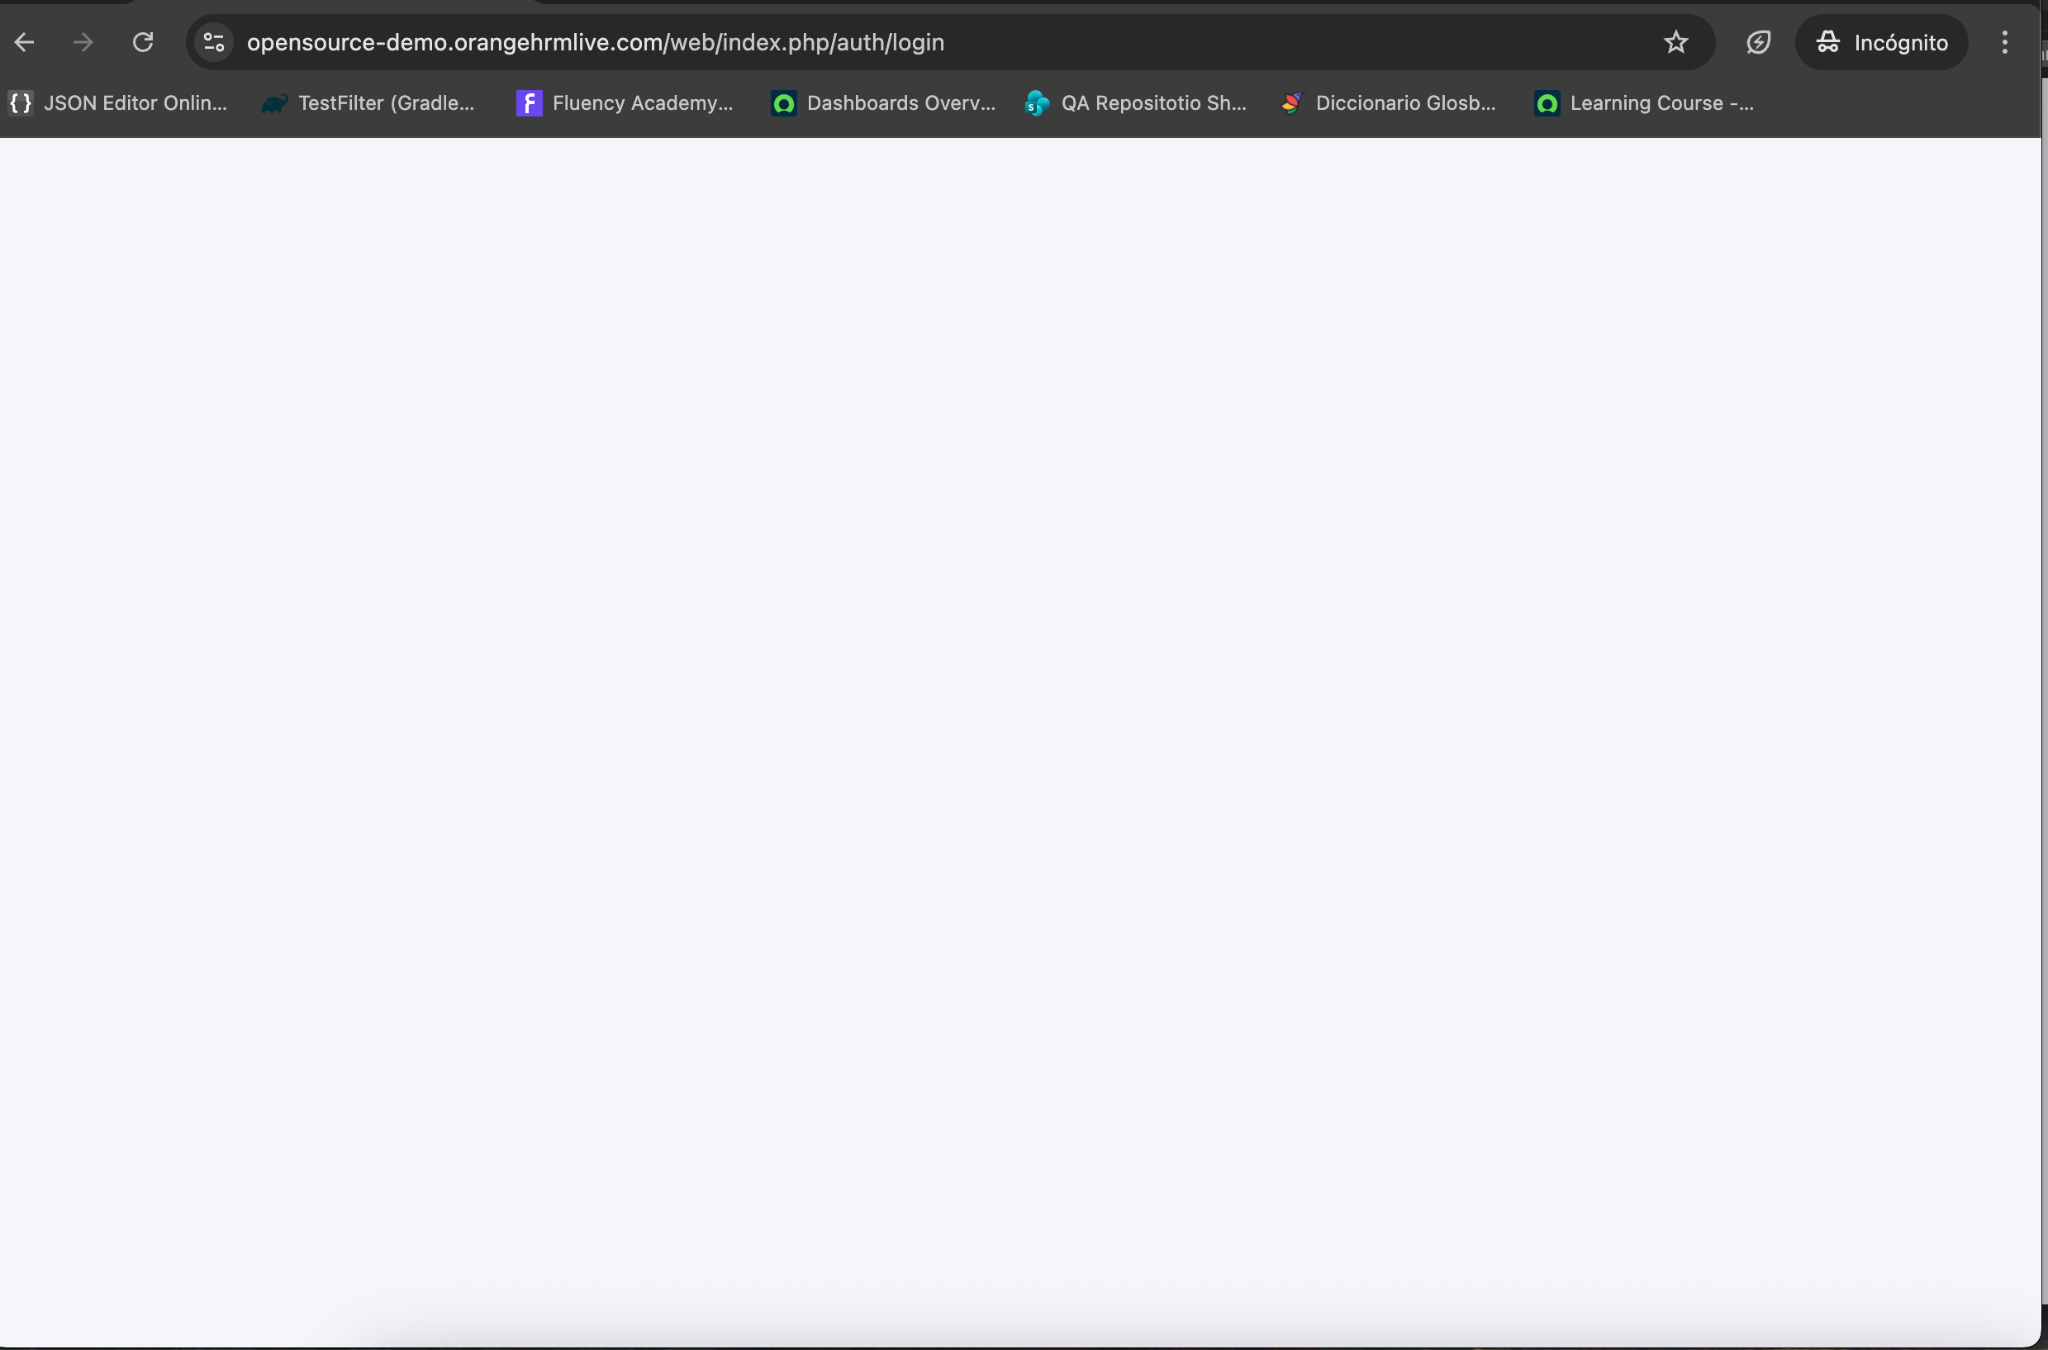 opensource-demo.orangehrmlive.com/web/index.php/auth/login
Incógnito
{ } JSON Editor Onlin...
TestFilter (Gradle...
f Fluency Academy...
Dashboards Overv...
S QA Repositotio Sh...
Diccionario Glosb...
Learning Course -...